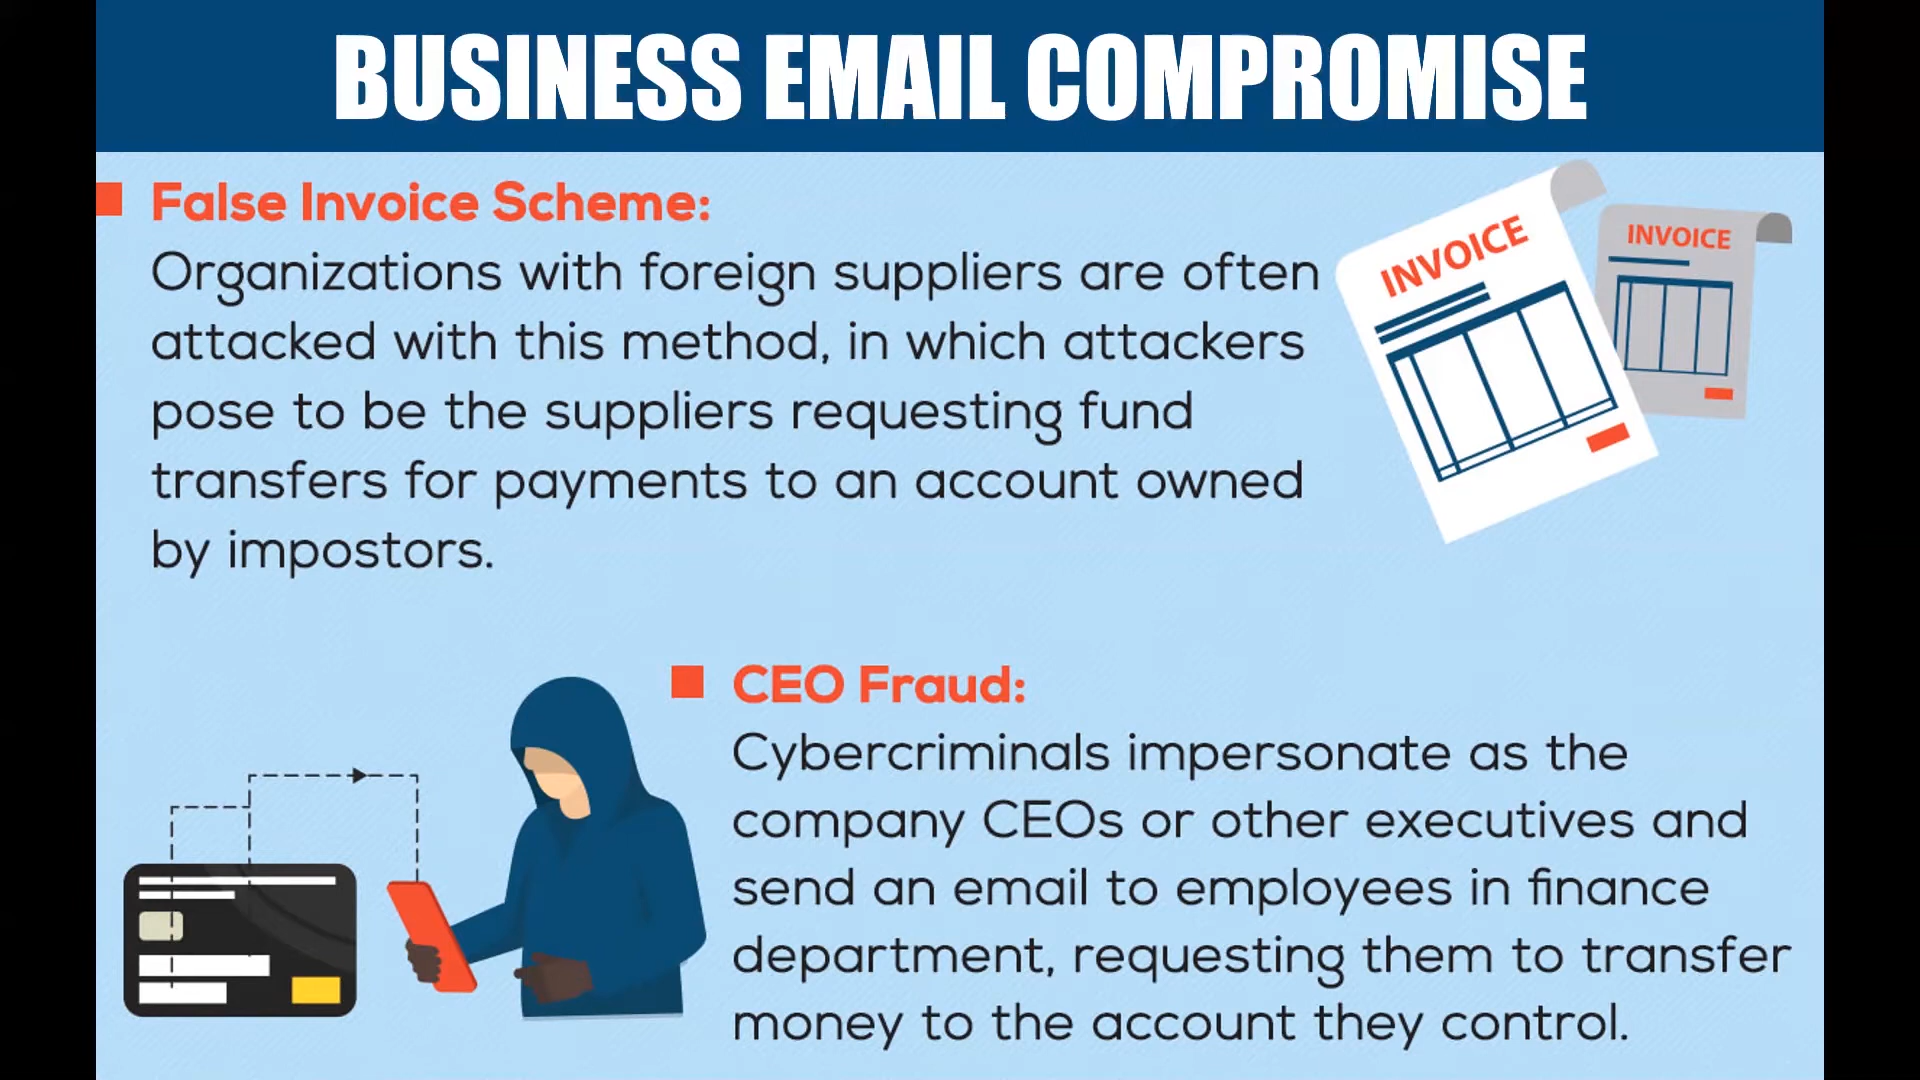 BUSINESS EMAIL COMPROMISE
False Invoice Scheme:
Organizations with foreign suppliers are often
attacked with this method, in which attackers
pose to be the suppliers requesting fund
transfers for payments to an account owned
by impostors.
INVOICE
INVOICE
CEO Fraud:
Cybercriminals impersonate as the
company CEOs or other executives and
send an email to employees in finance
department, requesting them to transfer
money to the account they control.